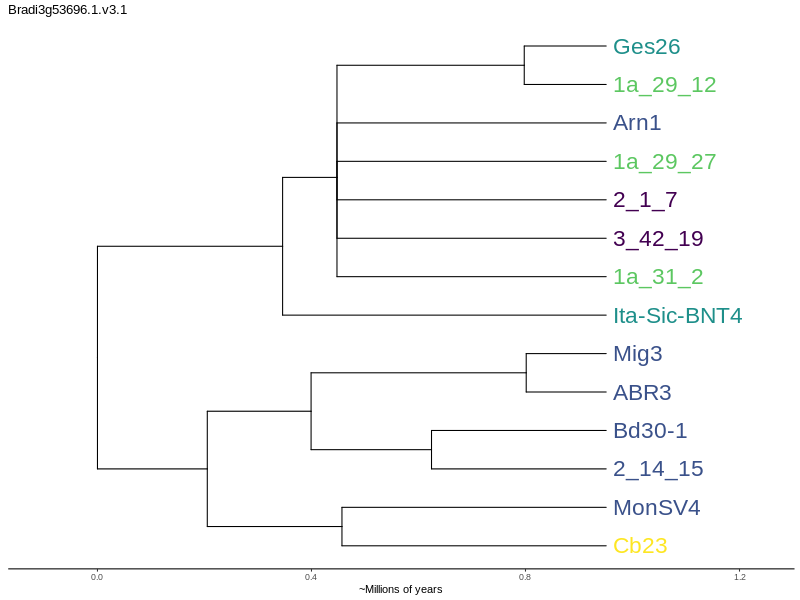 Bradi3g53696.1.v3.1
Ges26
1a_29_12
Arn1
1a_29_27
2_1_7
3_42_19
1a_31_2
Ita-Sic-BNT4
Mig3
ABR3
Bd30-1
2_14_15
MonSV4
Cb23
0.0 0.4 0.8 1.2
~Millions of years